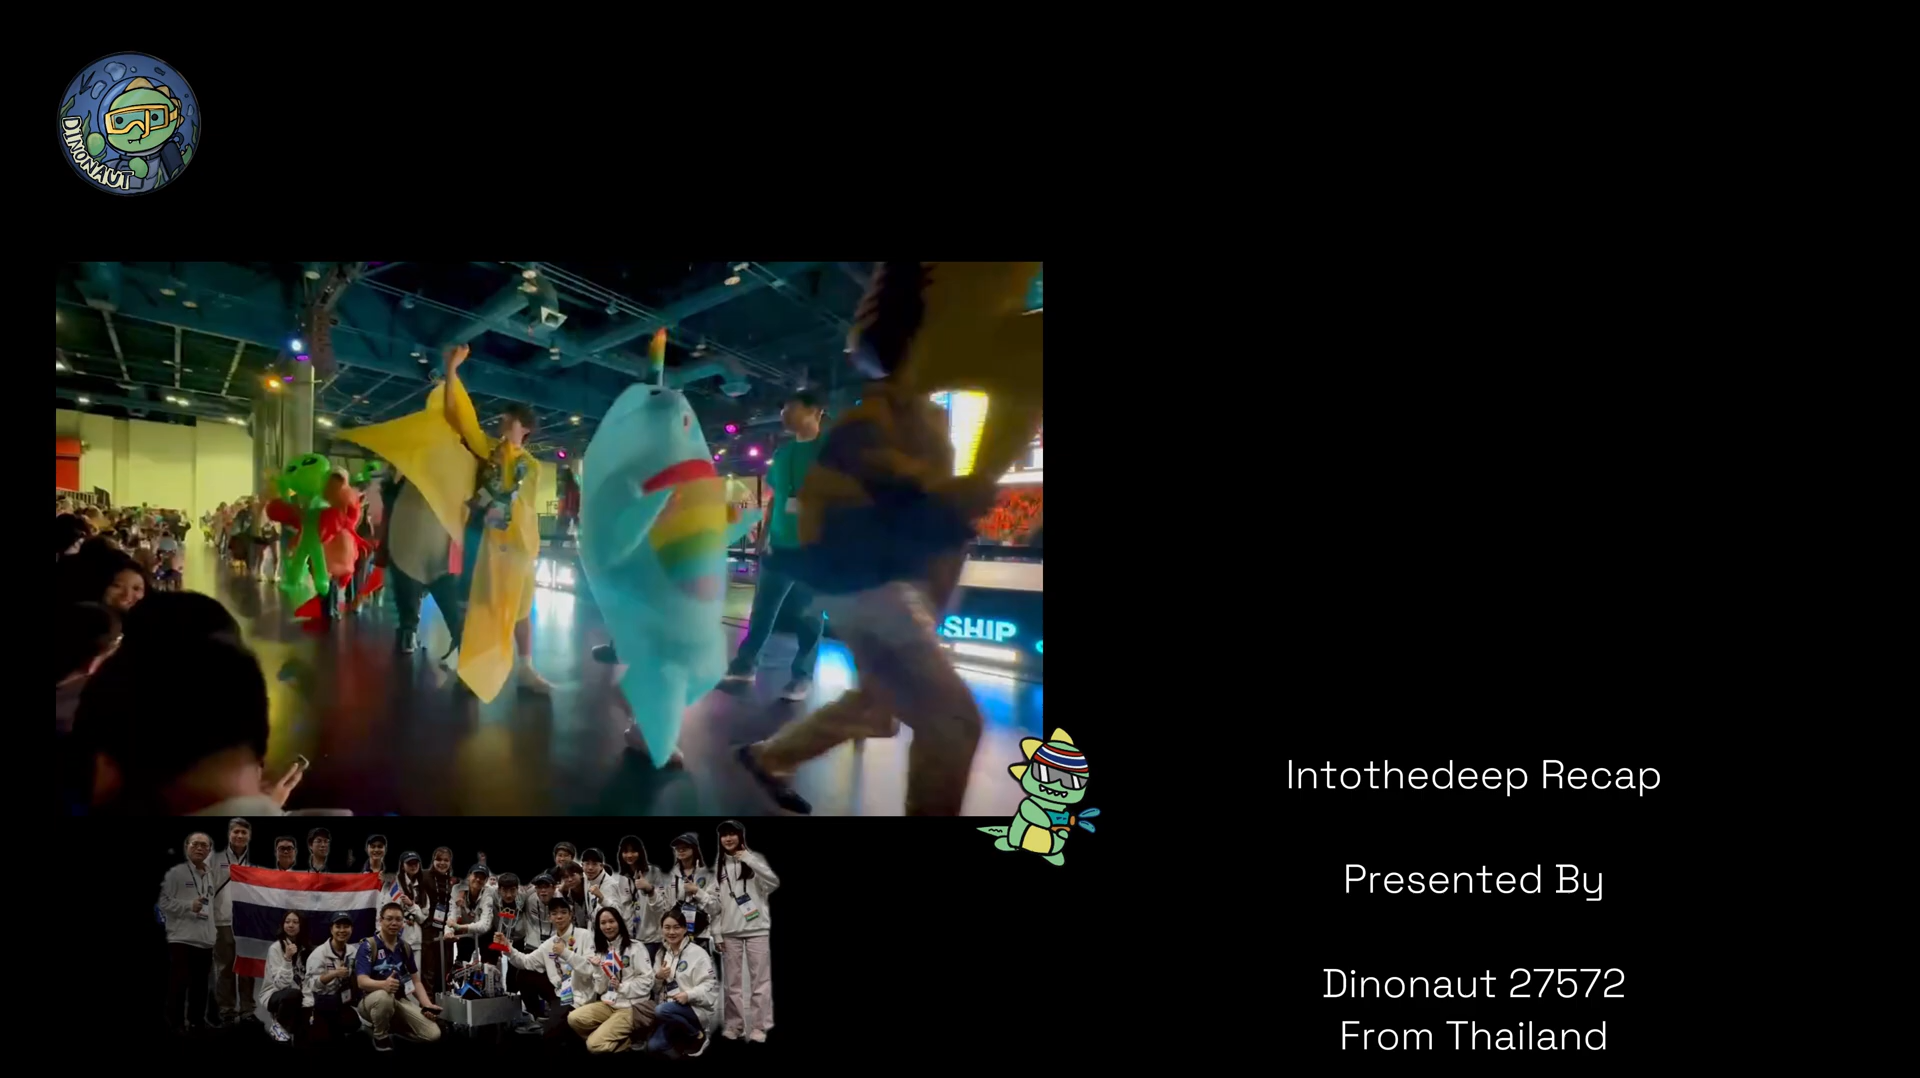 DINONAUT
SHIP
Intothedeep Recap
Presented By
Dinonaut 27572
From Thailand